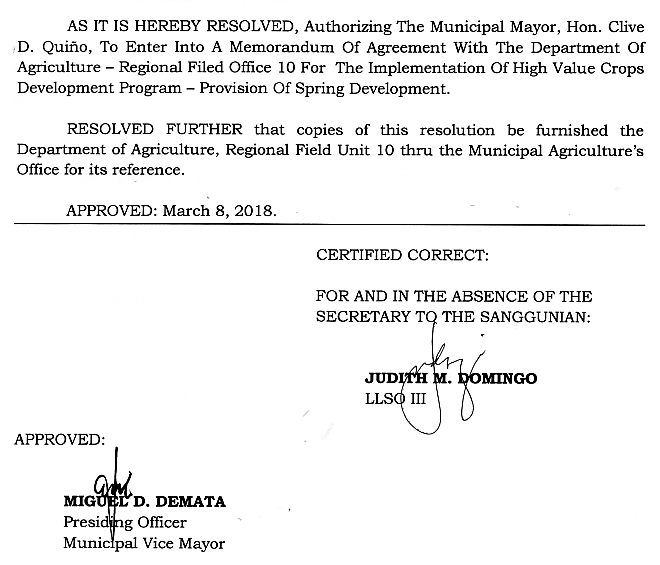 AS IT IS HEREBY RESOLVED, Authorizing The Municipal Mayor, Hon. Clive
D. Quiño, To Enter Into A Memorandum Of Agreement With The Department Of
Agriculture – Regional Filed Office 10 For The Implementation Of High Value Crops
Development Program – Provision Of Spring Development.
RESOLVED FURTHER that copies of this resolution be furnished the
Department of Agriculture, Regional Field Unit 10 thru the Municipal Agriculture's
Office for its reference.
APPROVED: March 8, 2018.
CERTIFIED CORRECT:
FOR AND IN THE ABSENCE OF THE
SECRETARY TO THE SANGGUNIAN:
JUDITH M. DOMINGO
LLSO III
APPROVED:
MIGUEL D. DEMATA
Presiding Officer
Municipal Vice Mayor